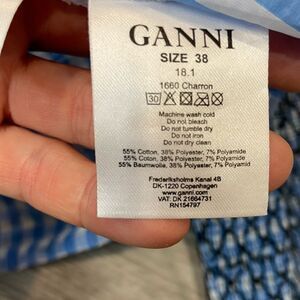 GANNI
SIZE 38
18.1
1660 Charron
30
Machine wash cold
Do not bleach
Do not tumble dry
Do not iron
Do not dry clean
55% Cotton, 38% Polyester, 7% Polyamide
55% Coton, 38% Polyester, 7% Polyamide
55% Baumwolle, 38% Polyester, 7% Polyamid
Frederiksholms Kanal 4B
DK-1220 Copenhagen
www.ganni.com
VAT: DK 21664731
RN154797